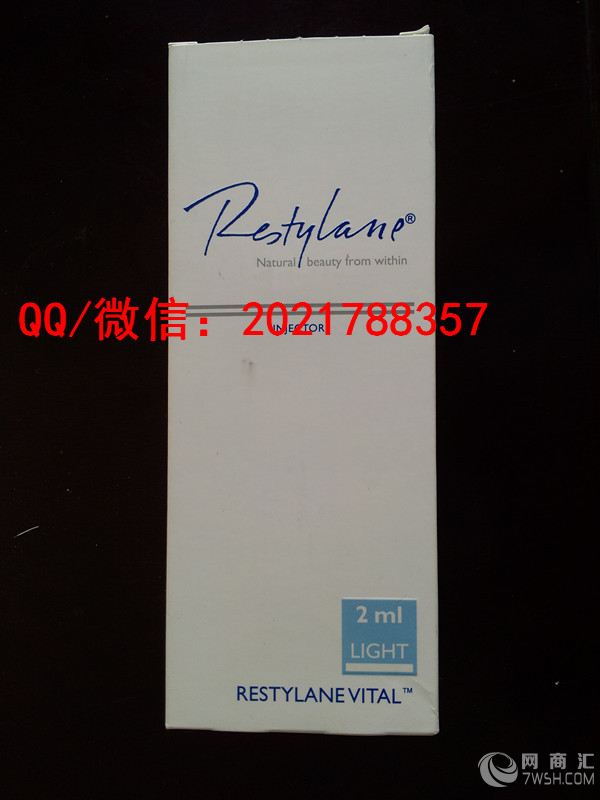 Restylane®
Natural beauty from within
QQ/微信：2021788357
INJECTOR
2 ml
LIGHT
RESTYLANE VITAL™
网商汇
7WSH.COM